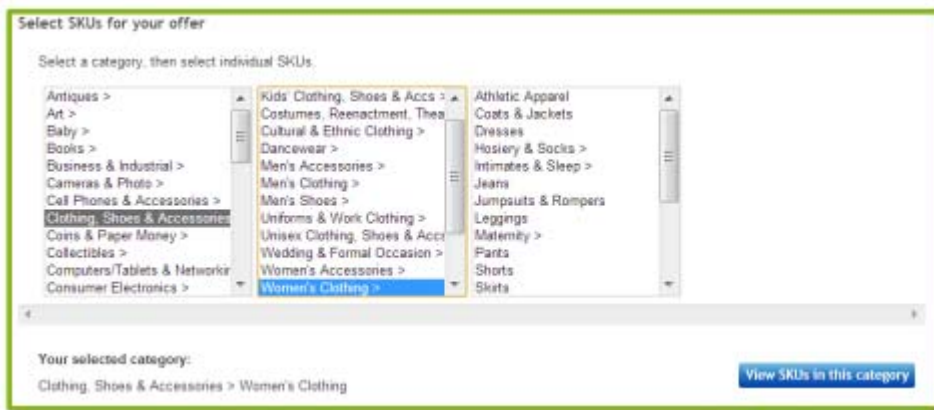 Select SKUs for your offer
Select a category, then select individual SKUs.
Antiques >
Art >
Baby >
Books >
Business & Industrial >
Cameras & Photo >
Cell Phones & Accessories >
Clothing, Shoes & Accessories
Coins & Paper Money >
Collectibles >
Computers/Tablets & Networkin
Consumer Electronics >
Kids' Clothing, Shoes & Accs >
Costumes, Reenactment, Thea
Cultural & Ethnic Clothing >
Dancewear >
Men's Accessories >
Men's Clothing >
Men's Shoes >
Uniforms & Work Clothing >
Unisex Clothing, Shoes & Accs
Wedding & Formal Occasion >
Women's Accessories >
Women's Clothing >
Athletic Apparel
Coats & Jackets
Dresses
Hosiery & Socks >
Intimates & Sleep >
Jeans
Jumpsuits & Rompers
Leggings
Maternity >
Pants
Shorts
Skirts
Your selected category:
Clothing, Shoes & Accessories > Women's Clothing
View SKUs in this category